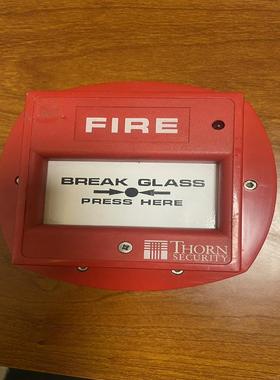 FIRE
BREAK GLASS
PRESS HERE
THORN
SECURITY